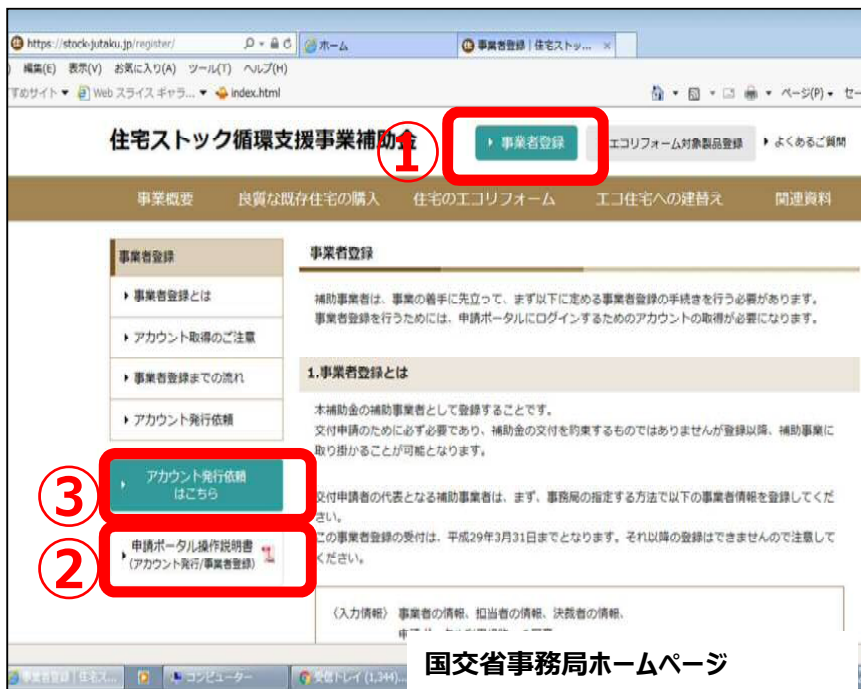 https://stock-jutaku.jp/register/
ホーム
事業者登録 | 住宅ストッ...
編集(E) 表示(V) お気に入り(A) ツール(T) ヘルプ(H)
すめサイト Web スライス ギャラ... index.html
ページ(P) セー
住宅ストック循環支援事業補助金
①
事業者登録
エコリフォーム対象製品登録
よくあるご質問
事業概要 良質な既存住宅の購入 住宅のエコリフォーム エコ住宅への建替え 関連資料
事業者登録
事業者登録とは
アカウント取得のご注意
事業者登録までの流れ
アカウント発行依頼
③
アカウント発行依頼
はこちら
②
申請ポータル操作説明書
(アカウント発行/事業者登録)
事業者登録
補助事業者は、事業の着手に先立って、まず以下に定める事業者登録の手続きを行う必要があります。
事業者登録を行うためには、申請ポータルにログインするためのアカウントの取得が必要になります。
1.事業者登録とは
本補助金の補助事業者として登録することです。
交付申請のために必ず必要であり、補助金の交付を約束するものではありませんが登録以降、補助事業に
取り掛かることが可能となります。
交付申請者の代表となる補助事業者は、まず、事務局の指定する方法で以下の事業者情報を登録してくだ
さい。
この事業者登録の受付は、平成29年3月31日までとなります。それ以降の登録はできませんので注意して
ください。
〈入力情報〉 事業者の情報、担当者の情報、決裁者の情報、
国交省事務局ホームページ
事業者登録 | 住宅ス...
コンピューター
受信トレイ (1,344)...